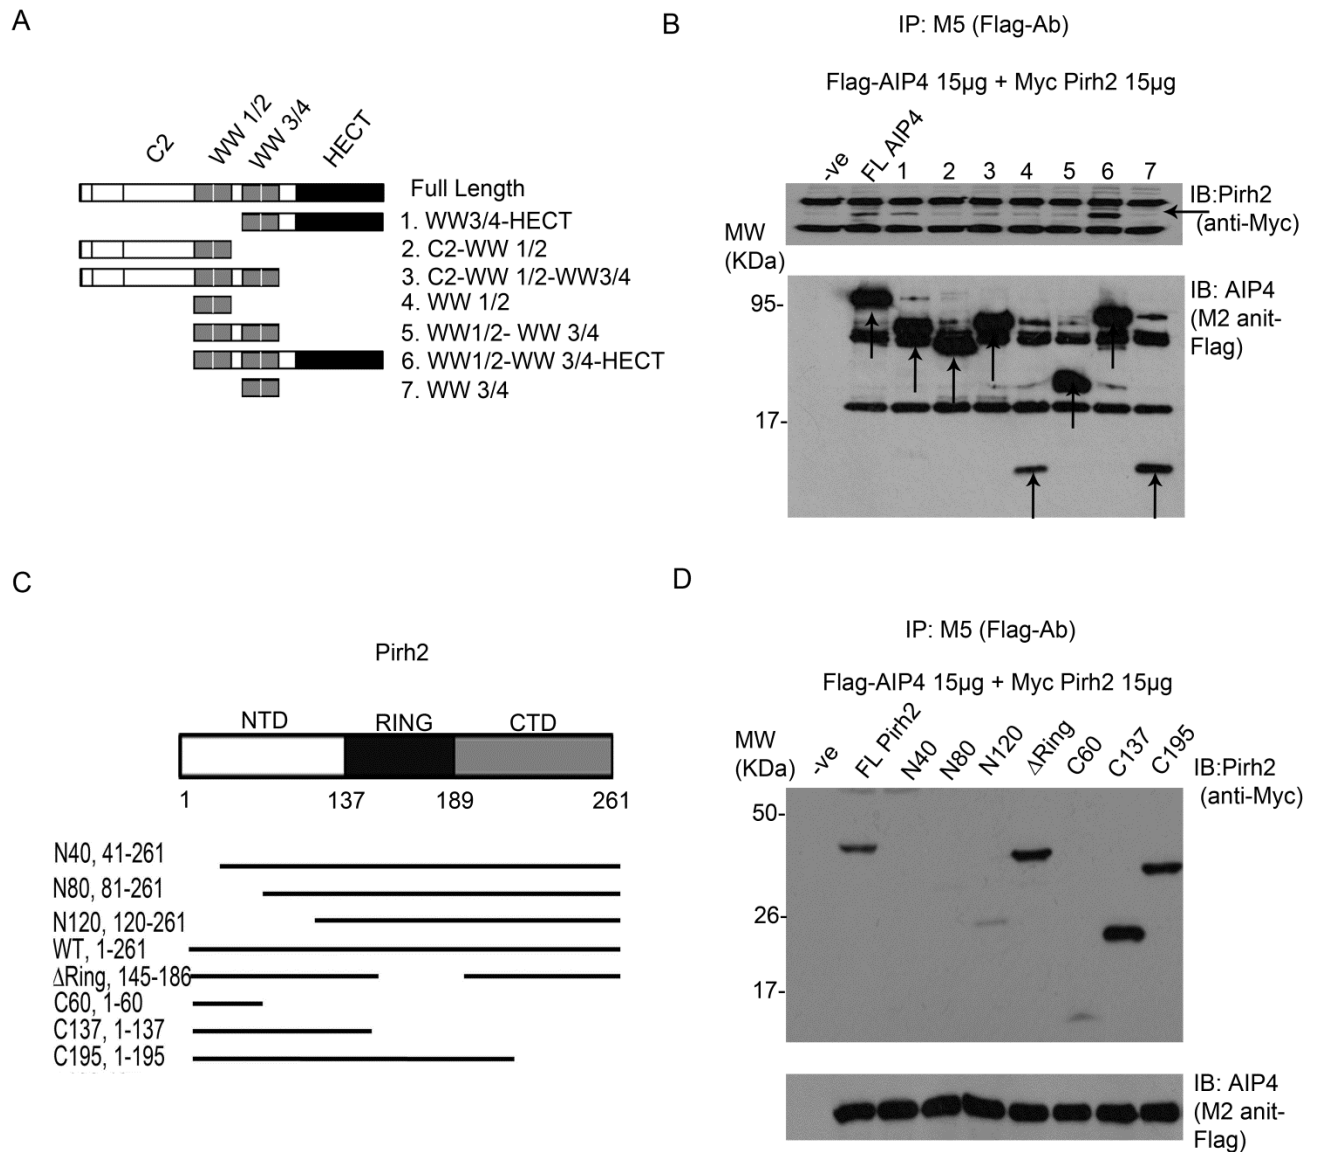 A
C2
WW 1/2
WW 3/4
HECT
Full Length
1. WW3/4-HECT
2. C2-WW 1/2
3. C2-WW 1/2-WW3/4
4. WW 1/2
5. WW1/2- WW 3/4
6. WW1/2-WW 3/4-HECT
7. WW 3/4
B
IP: M5 (Flag-Ab)
Flag-AIP4 15µg + Myc Pirh2 15µg
-ve
FL AIP4
1 2 3 4 5 6 7
IB:Pirh2
(anti-Myc)
MW
(KDa)
95-
17-
IB: AIP4
(M2 anit-
Flag)
C
Pirh2
NTD RING CTD
1 137 189 261
N40, 41-261
N80, 81-261
N120, 120-261
WT, 1-261
ΔRing, 145-186
C60, 1-60
C137, 1-137
C195, 1-195
D
IP: M5 (Flag-Ab)
Flag-AIP4 15µg + Myc Pirh2 15µg
MW
(KDa)
-ve
FL Pirh2
N40
N80
N120
ΔRing
C60
C137
C195
IB:Pirh2
(anti-Myc)
50-
26-
17-
IB: AIP4
(M2 anit-
Flag)